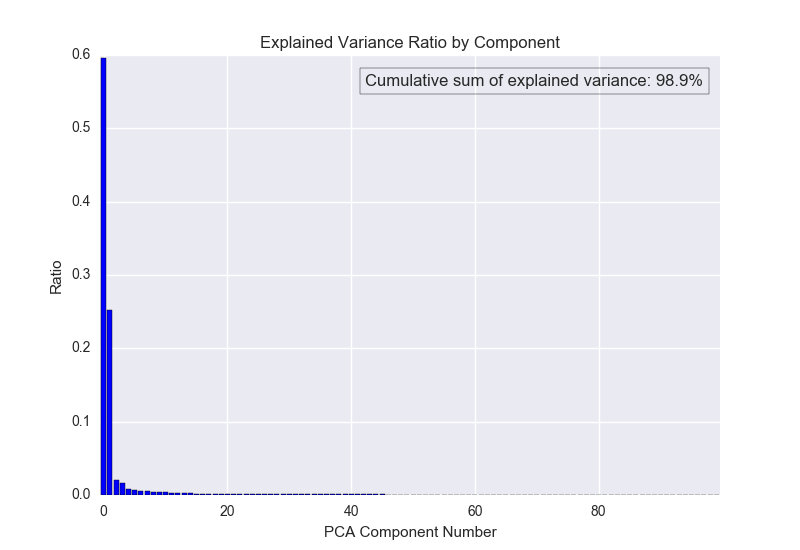 Explained Variance Ratio by Component
Cumulative sum of explained variance: 98.9%
0.6
0.5
0.4
0.3
0.2
0.1
0.0
Ratio
0 20 40 60 80
PCA Component Number